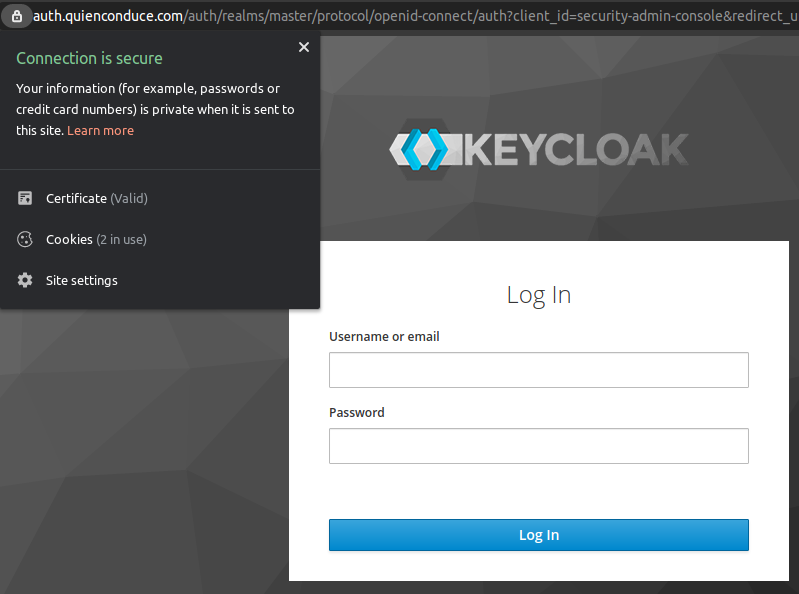 auth.quienconduce.com/auth/realms/master/protocol/openid-connect/auth?client_id=security-admin-console&redirect_u
Connection is secure
Your information (for example, passwords or
credit card numbers) is private when it is sent to
this site. Learn more
Certificate (Valid)
Cookies (2 in use)
Site settings
KEYCLOAK
Log In
Username or email
Password
Log In